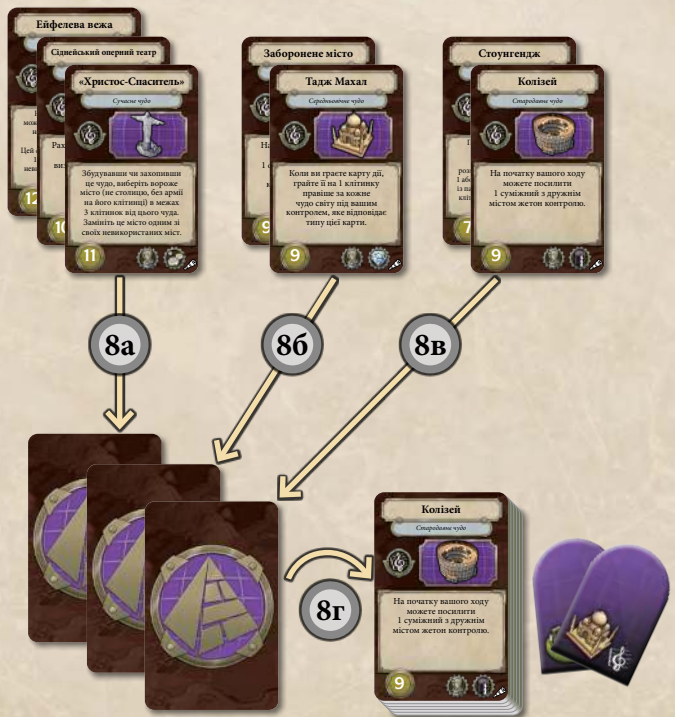 Ейфелева вежа
12
Сіднейський оперний театр
10
«Христос-Спаситель»
Сучасне чудо
Збудувавши чи захопивши
це чудо, виберіть вороже
місто (не столицю, без армії
на його клітинці) в межах
3 клітинок від цього чуда.
Замініть це місто одним зі
своїх невикористаних міст.
11
Заборонене місто
9
Тадж Махал
Середньовічне чудо
Коли ви граєте карту дії,
грайте її на 1 клітинку
правіше за кожне
чудо світу під вашим
контролем, яке відповідає
типу цієї карти.
9
Стоунгендж
7
Колізей
Стародавнє чудо
На початку вашого ходу
можете посилити
1 суміжний з дружнім
містом жетон контролю.
9
8а
8б
8в
8г
Колізей
Стародавнє чудо
На початку вашого ходу
можете посилити
1 суміжний з дружнім
містом жетон контролю.
9